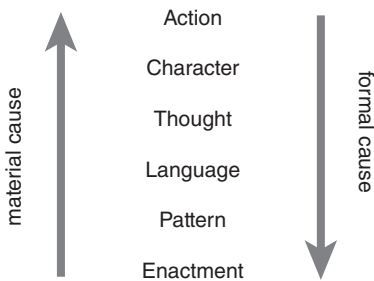 Action
Character
Thought
Language
Pattern
Enactment
material cause
formal cause